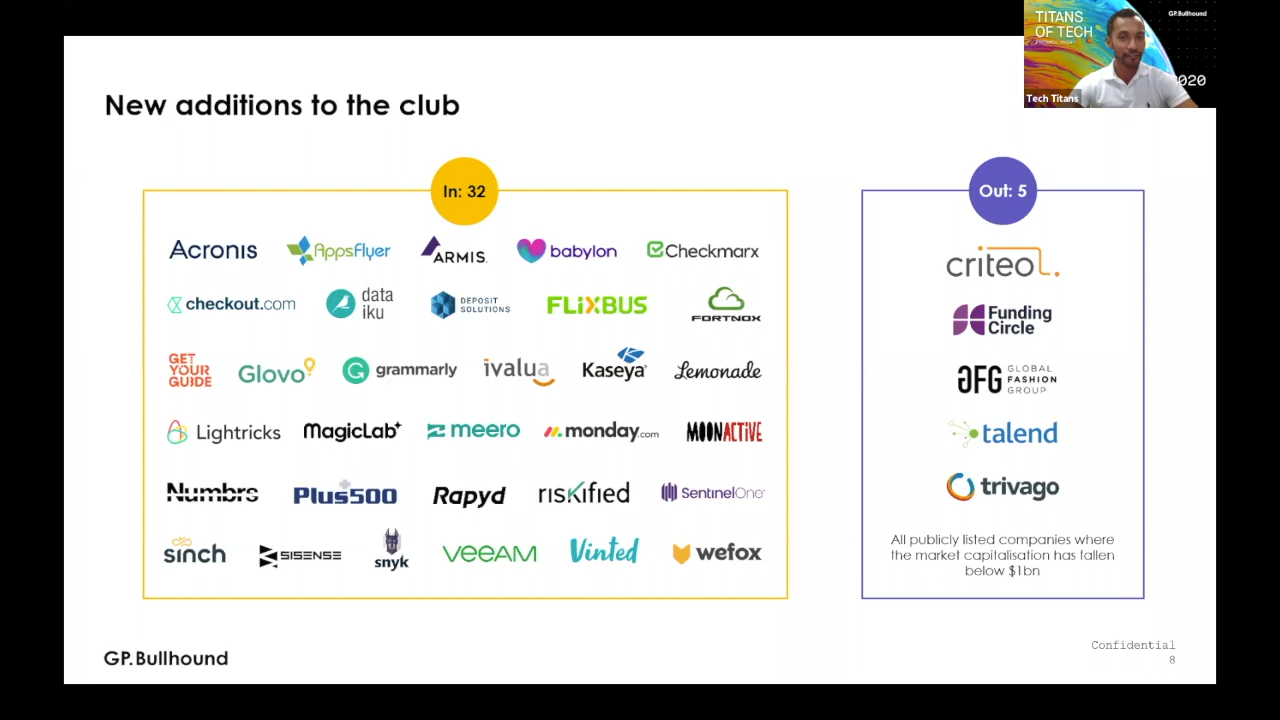 TITANS
OF TECH
GP.Bullhound
020
Tech Titans
New additions to the club
In: 32
Acronis AppsFlyer ARMIS. babylon Checkmarx
checkout.com data iku DEPOSIT SOLUTIONS FLiXBUS FORTNOX
GET YOUR GUIDE Glovo grammarly ivalua Kaseya Lemonade
Lightricks MagicLab meero monday.com MOONACTIVE
Numbrs Plus500 Rapyd riskified SentinelOne
sinch SISENSE snyk veeAM Vinted wefox
Out: 5
criteo.
Funding
Circle
GFG GLOBAL FASHION GROUP
talend
trivago
All publicly listed companies where
the market capitalisation has fallen
below $1bn
GP.Bullhound
Confidential
8